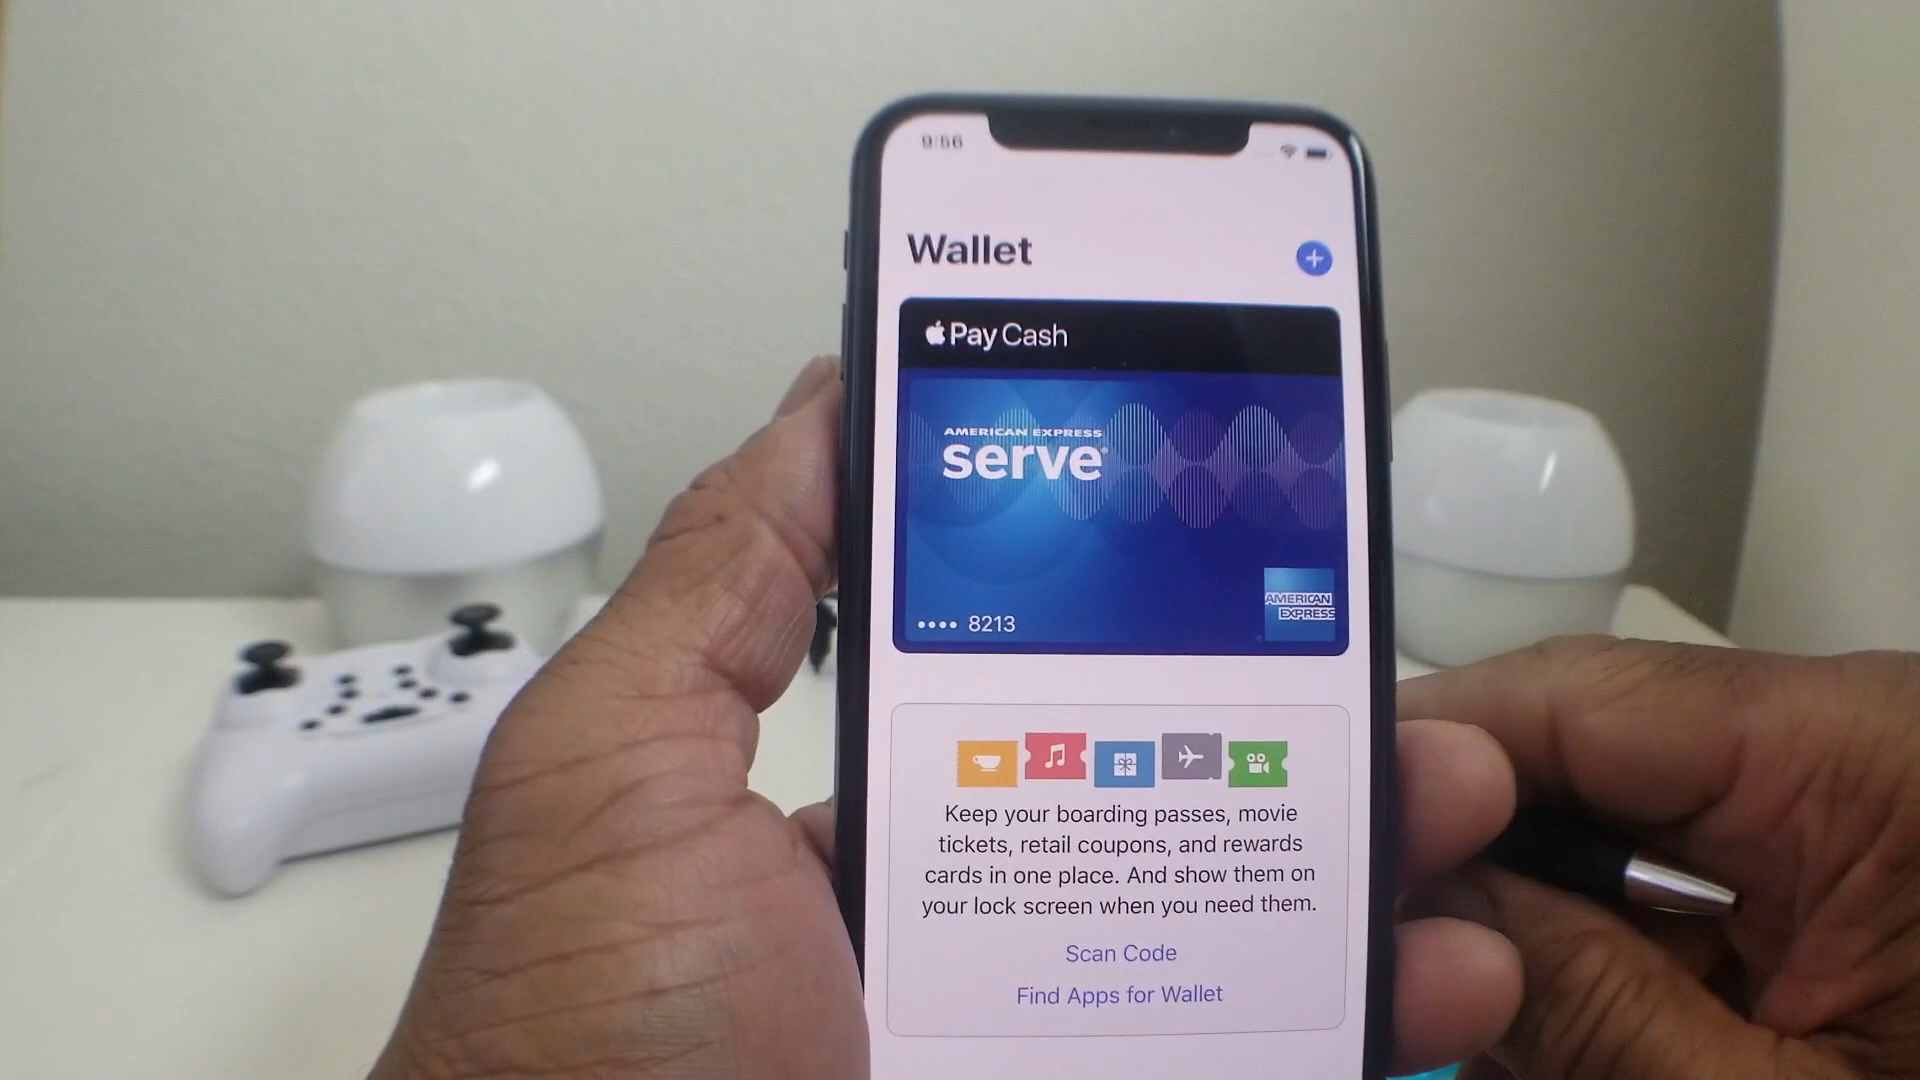 9:56
Wallet
Pay Cash
AMERICAN EXPRESS
serve
•••• 8213
AMERICAN
EXPRESS
Keep your boarding passes, movie
tickets, retail coupons, and rewards
cards in one place. And show them on
your lock screen when you need them.
Scan Code
Find Apps for Wallet